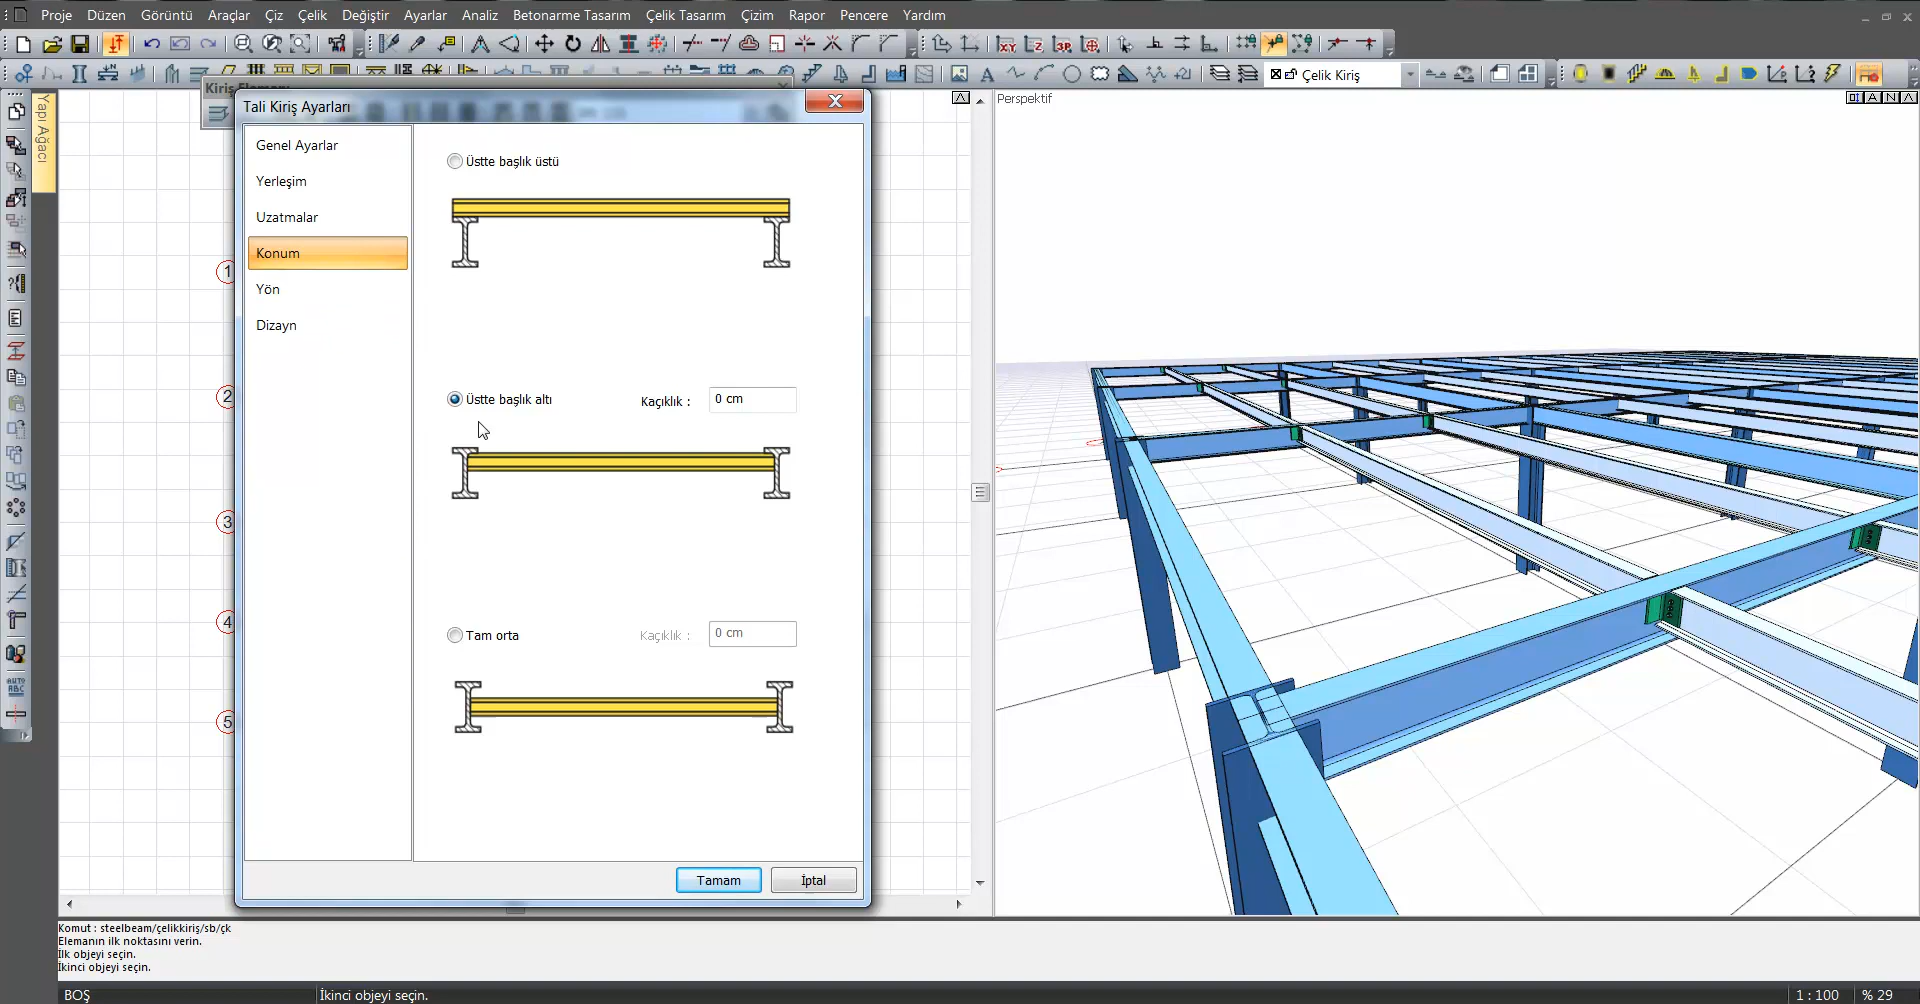 Proje Düzen Görüntü Araçlar Çiz Çelik Değiştir Ayarlar Analiz Betonarme Tasarım Çelik Tasarım Çizim Rapor Pencere Yardım
Çelik Kiriş
Yapı Ağacı
Tali Kiriş Ayarları
Perspektif
Genel Ayarlar
Yerleşim
Uzatmalar
Konum
Yön
Dizayn
Üstte başlık üstü
Üstte başlık altı
Kaçıklık :
0 cm
Tam orta
Kaçıklık :
0 cm
1
2
3
4
5
Tamam
İptal
Komut : steelbeam/çelikkiriş/sb/çk
Elemanın ilk noktasını verin.
İlk objeyi seçin.
İkinci objeyi seçin.
BOŞ
İkinci objeyi seçin.
1 : 100
% 29